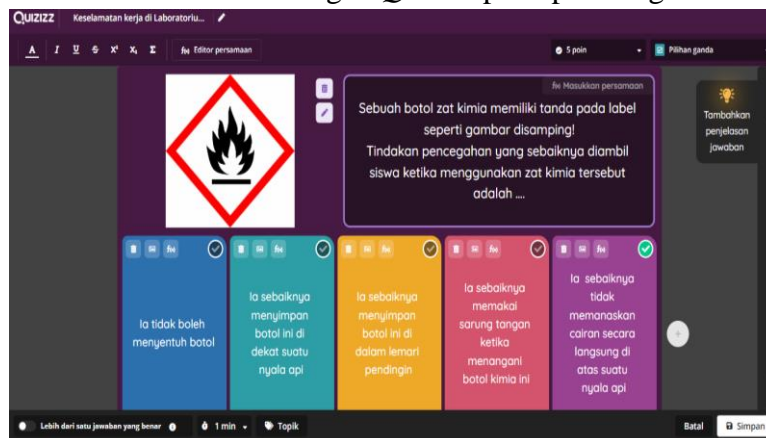 QUIZIZZ
Keselamatan kerja di Laboratoriu...
A I U S X¹ X₁ Σ
fx Editor persamaan
5 poin
Pilihan ganda
fx Masukkan persamaan
Sebuah botol zat kimia memiliki tanda pada label
seperti gambar disamping!
Tindakan pencegahan yang sebaiknya diambil
siswa ketika menggunakan zat kimia tersebut
adalah ....
Tambahkan
penjelasan
jawaban
Ia tidak boleh
menyentuh botol
Ia sebaiknya
menyimpan
botol ini di
dekat suatu
nyala api
Ia sebaiknya
menyimpan
botol ini di
dalam lemari
pendingin
Ia sebaiknya
memakai
sarung tangan
ketika
menangani
botol kimia ini
Ia sebaiknya
tidak
memanaskan
cairan secara
langsung di
atas suatu
nyala api
Lebih dari satu jawaban yang benar
1 min
Topik
Batal
Simpan